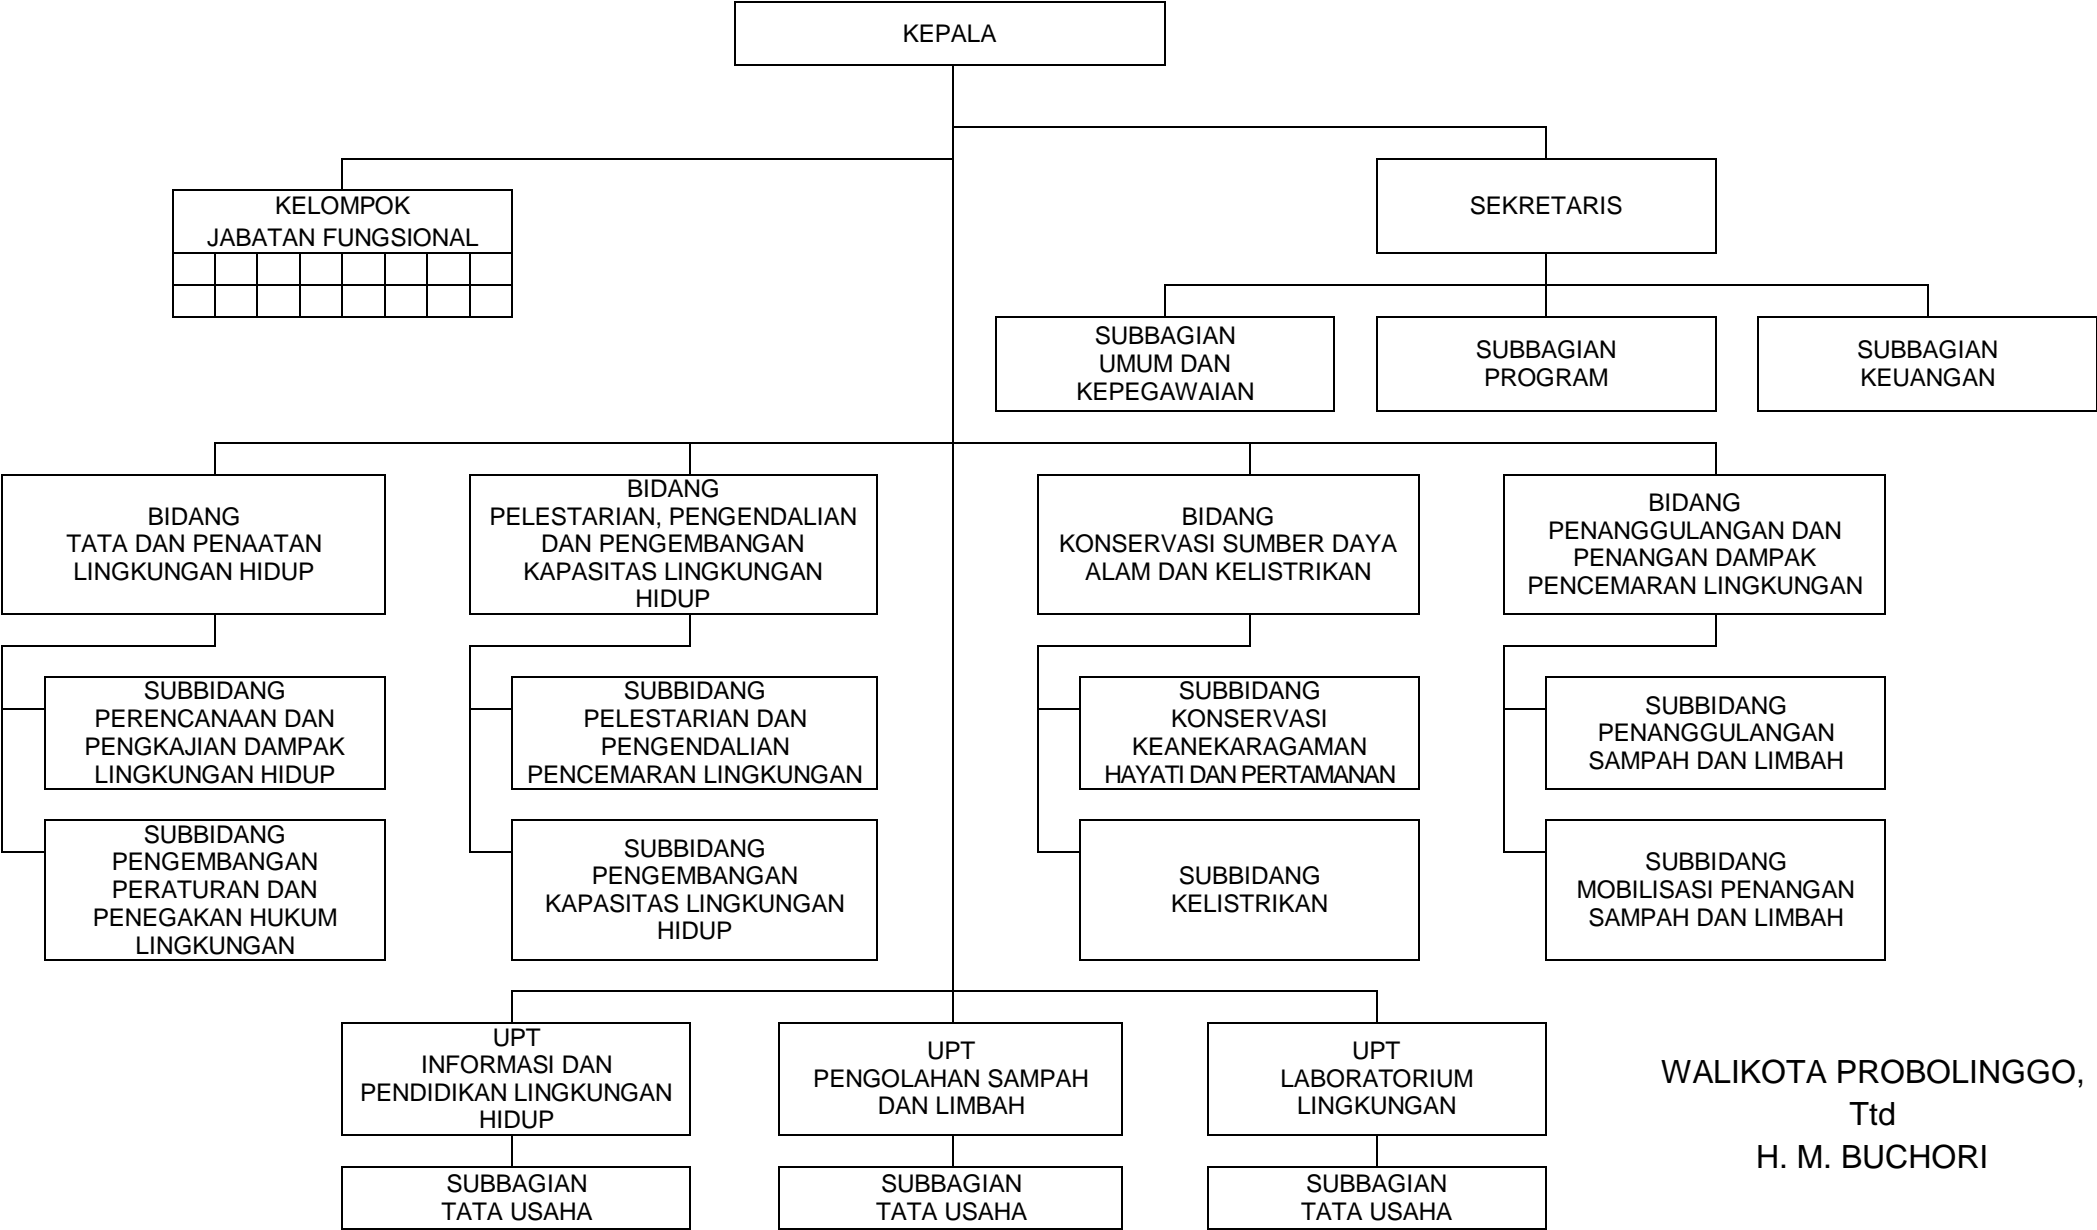 KEPALA
KELOMPOK
JABATAN FUNGSIONAL
SEKRETARIS
SUBBAGIAN
UMUM DAN
KEPEGAWAIAN
SUBBAGIAN
PROGRAM
SUBBAGIAN
KEUANGAN
BIDANG
TATA DAN PENAATAN
LINGKUNGAN HIDUP
BIDANG
PELESTARIAN, PENGENDALIAN
DAN PENGEMBANGAN
KAPASITAS LINGKUNGAN
HIDUP
BIDANG
KONSERVASI SUMBER DAYA
ALAM DAN KELISTRIKAN
BIDANG
PENANGGULANGAN DAN
PENANGAN DAMPAK
PENCEMARAN LINGKUNGAN
SUBBIDANG
PERENCANAAN DAN
PENGKAJIAN DAMPAK
LINGKUNGAN HIDUP
SUBBIDANG
PELESTARIAN DAN
PENGENDALIAN
PENCEMARAN LINGKUNGAN
SUBBIDANG
KONSERVASI
KEANEKARAGAMAN
HAYATI DAN PERTAMANAN
SUBBIDANG
PENANGGULANGAN
SAMPAH DAN LIMBAH
SUBBIDANG
PENGEMBANGAN
PERATURAN DAN
PENEGAKAN HUKUM
LINGKUNGAN
SUBBIDANG
PENGEMBANGAN
KAPASITAS LINGKUNGAN
HIDUP
SUBBIDANG
KELISTRIKAN
SUBBIDANG
MOBILISASI PENANGAN
SAMPAH DAN LIMBAH
UPT
INFORMASI DAN
PENDIDIKAN LINGKUNGAN
HIDUP
UPT
PENGOLAHAN SAMPAH
DAN LIMBAH
UPT
LABORATORIUM
LINGKUNGAN
SUBBAGIAN
TATA USAHA
SUBBAGIAN
TATA USAHA
SUBBAGIAN
TATA USAHA
WALIKOTA PROBOLINGGO,
Ttd
H. M. BUCHORI